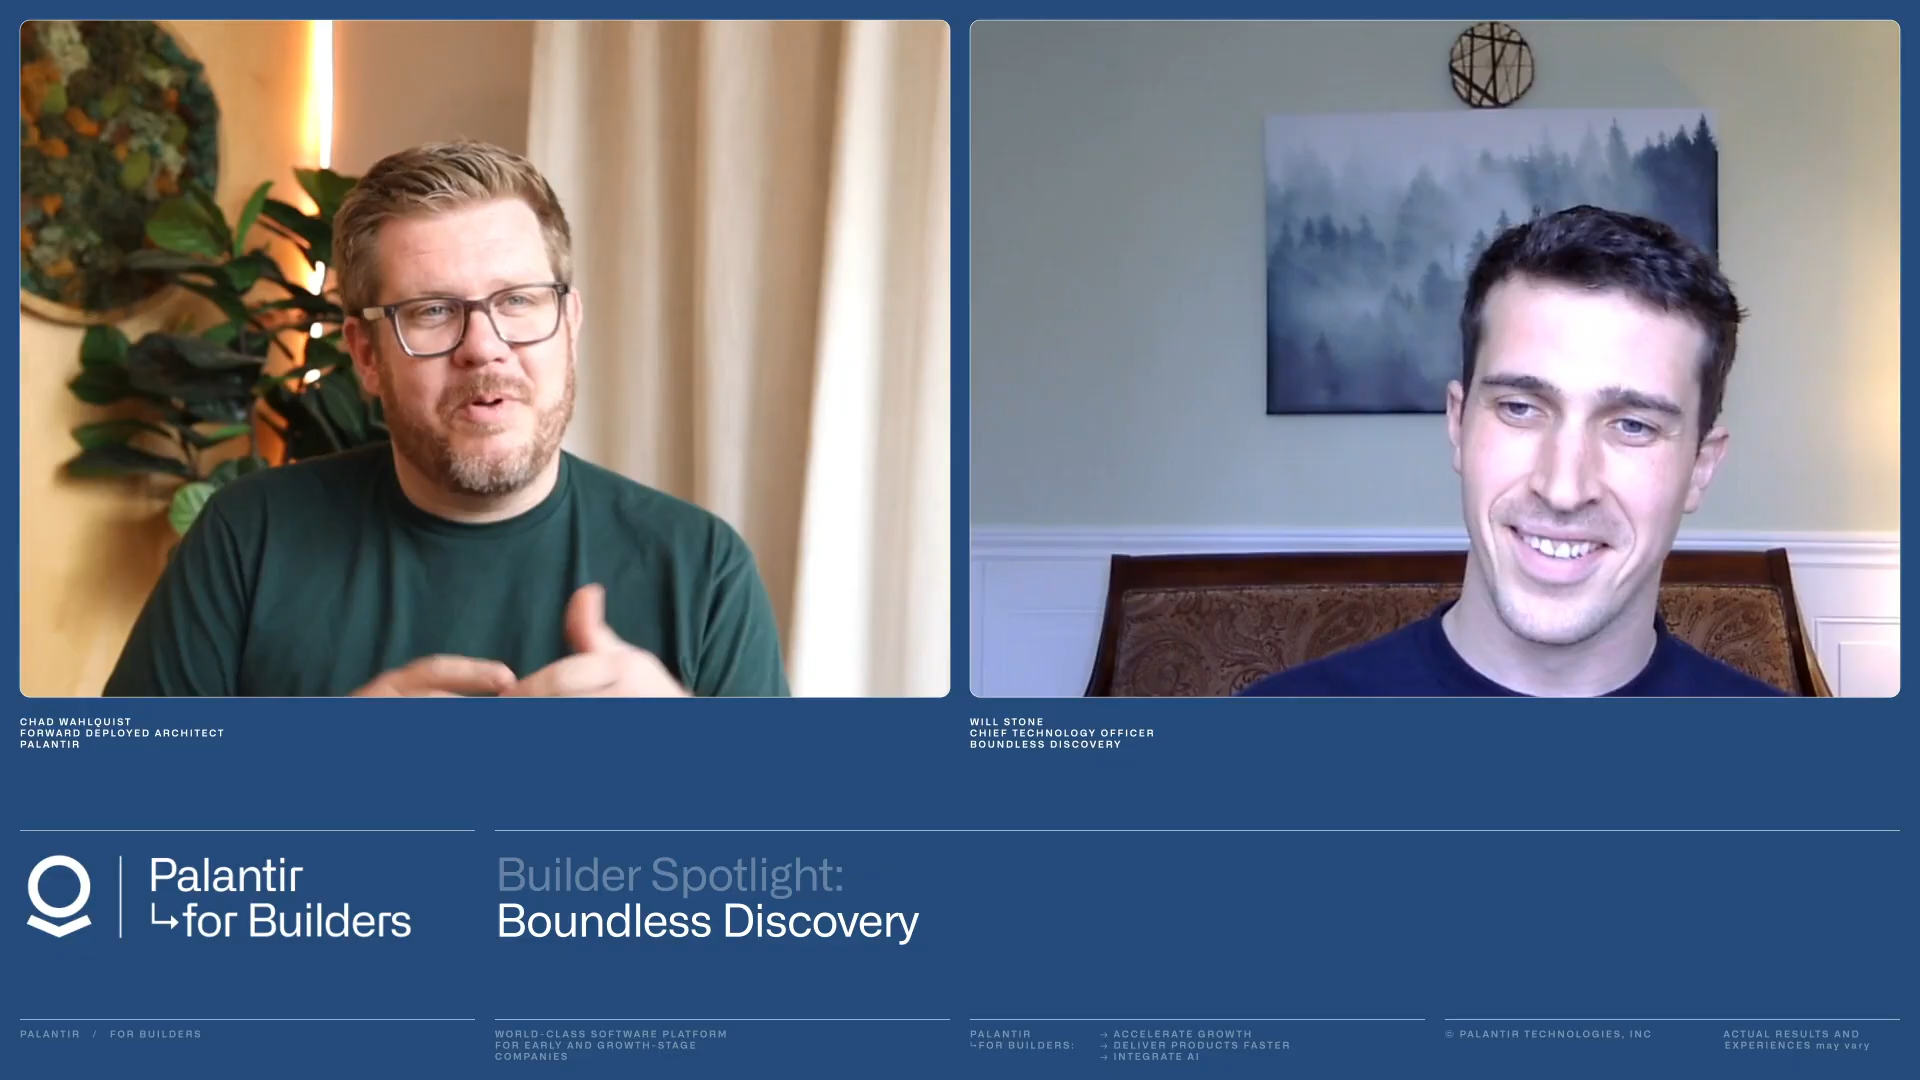 CHAD WAHLQUIST
FORWARD DEPLOYED ARCHITECT
PALANTIR
WILL STONE
CHIEF TECHNOLOGY OFFICER
BOUNDLESS DISCOVERY
Palantir
↳for Builders
Builder Spotlight:
Boundless Discovery
PALANTIR / FOR BUILDERS
WORLD-CLASS SOFTWARE PLATFORM
FOR EARLY AND GROWTH-STAGE
COMPANIES
PALANTIR
↳FOR BUILDERS:
→ ACCELERATE GROWTH
→ DELIVER PRODUCTS FASTER
→ INTEGRATE AI
© PALANTIR TECHNOLOGIES, INC
ACTUAL RESULTS AND
EXPERIENCES may vary